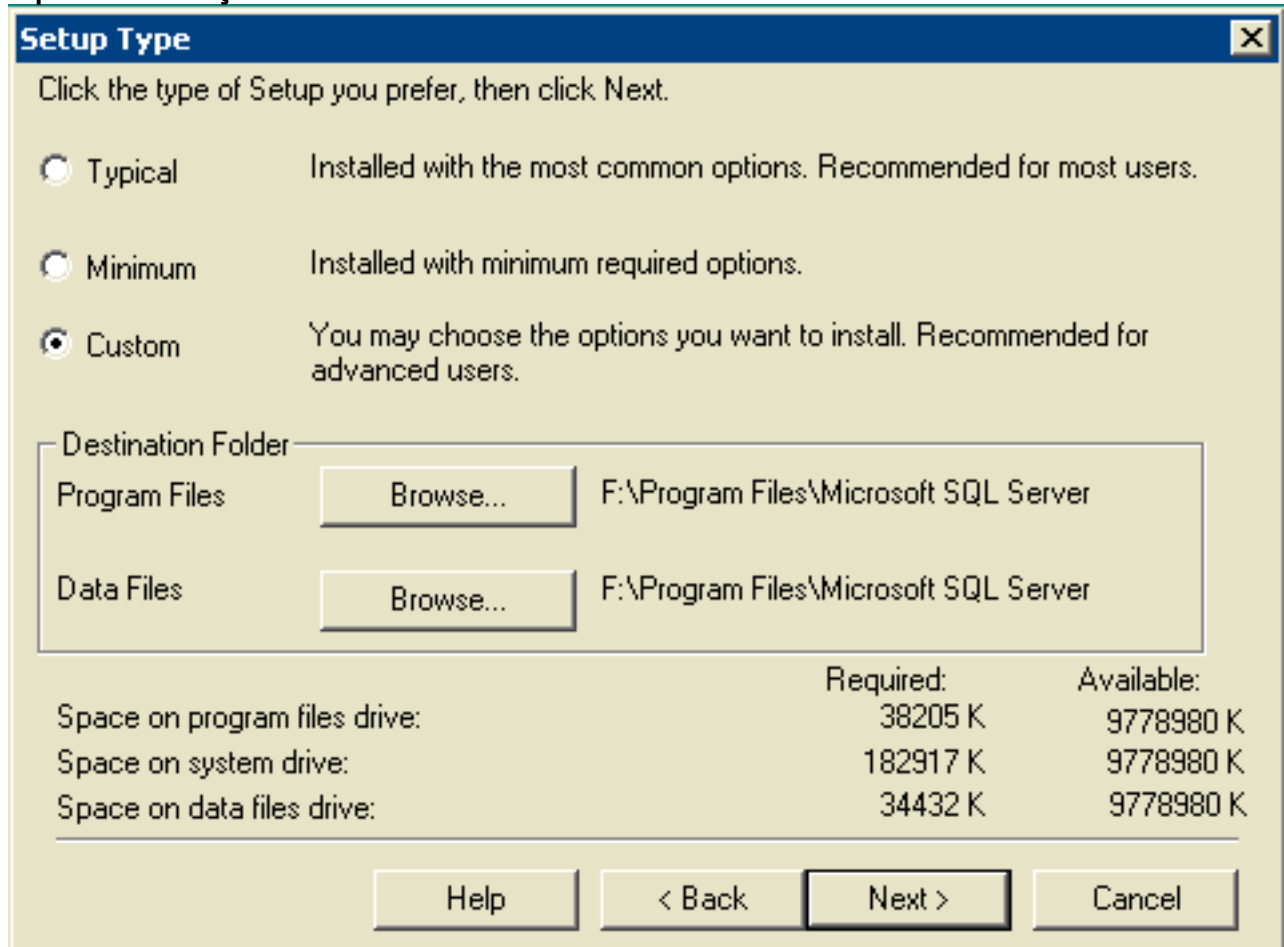 Setup Type
Click the type of Setup you prefer, then click Next.
Typical Installed with the most common options. Recommended for most users.
Minimum Installed with minimum required options.
Custom You may choose the options you want to install. Recommended for
advanced users.
Destination Folder
Program Files Browse... F:\Program Files\Microsoft SQL Server
Data Files Browse... F:\Program Files\Microsoft SQL Server
Required: Available:
Space on program files drive: 38205 K 9778980 K
Space on system drive: 182917 K 9778980 K
Space on data files drive: 34432 K 9778980 K
Help < Back Next > Cancel